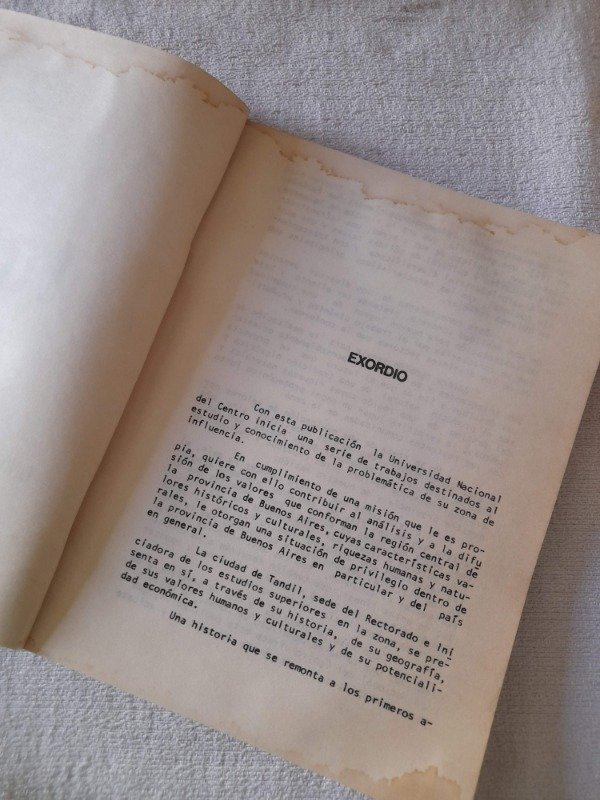 EXORDIO
Con esta publicación la Universidad Nacional
del Centro inicia una serie de trabajos destinados al
estudio y conocimiento de la problemática de su zona de
influencia.
En cumplimiento de una misión que le es pro-
pia, quiere con ello contribuir al análisis y a la difu
sión de los valores que conforman la región central de
la provincia de Buenos Aires, cuyas características va-
lores históricos y culturales, riquezas humanas y natu-
rales, le otorgan una situación de privilegio dentro de
la provincia de Buenos Aires en particular y del país
en general.
La ciudad de Tandil, sede del Rectorado e ini
ciadora de los estudios superiores en la zona, se pre-
senta en sí, a través de su historia, de su geografía,
de sus valores humanos y culturales y de su potenciali-
dad económica.
Una historia que se remonta a los primeros a-